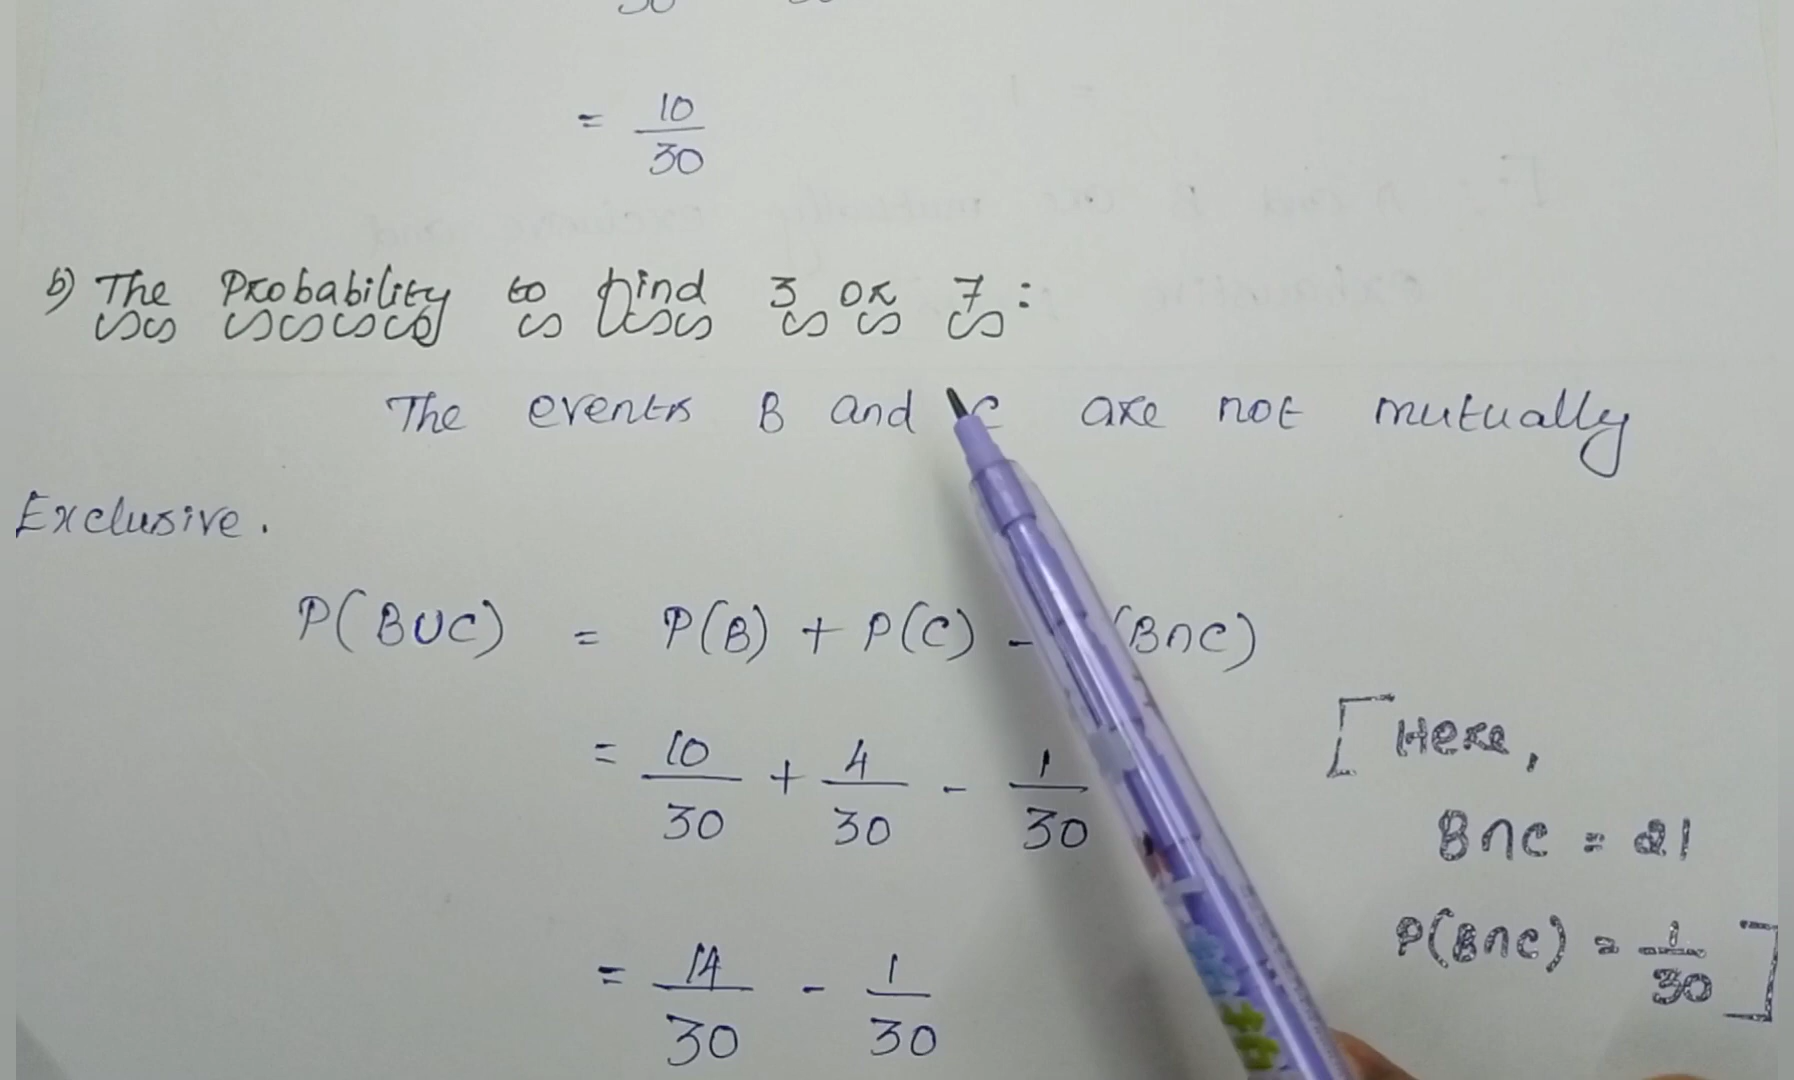 = 10/30
b) The Probability to find 3 or 7:
The events B and C are not mutually
Exclusive.
P(B∪C) = P(B) + P(C) - (B∩C)
= 10/30 + 4/30 - 1/30
[Here,
B∩C = 21
P(B∩C) = 1/30]
= 14/30 - 1/30